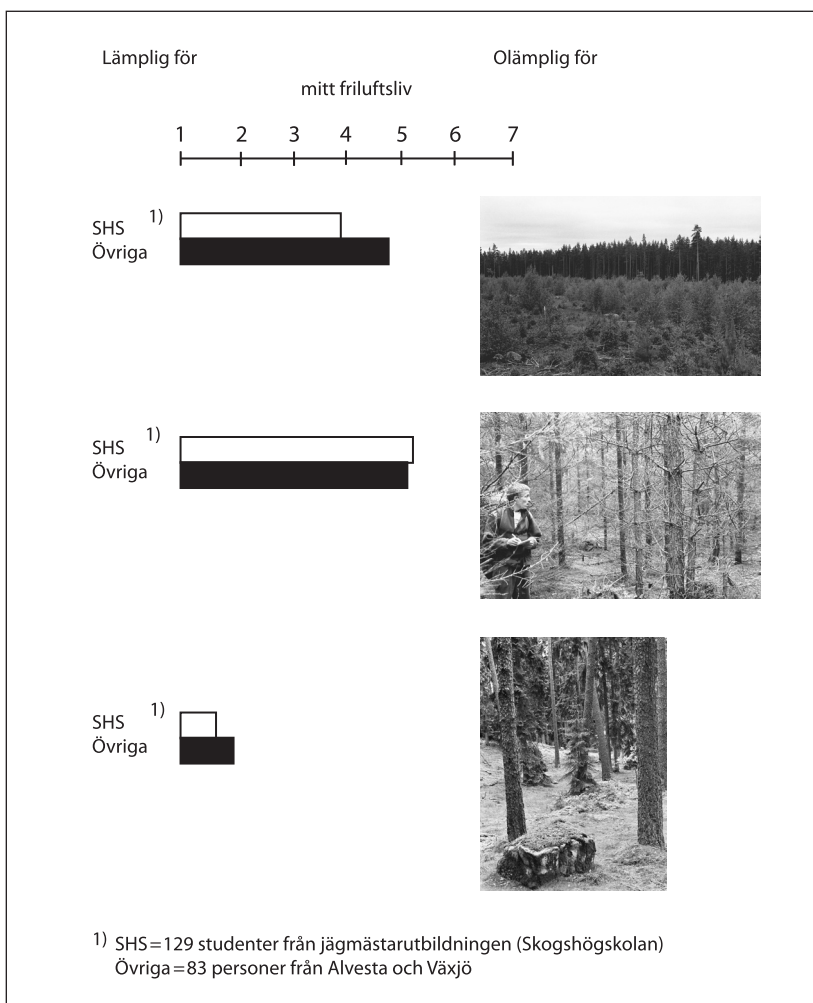 Lämplig för Olämplig för
mitt friluftsliv
1 2 3 4 5 6 7
SHS 1)
Övriga
SHS 1)
Övriga
SHS 1)
Övriga
1) SHS=129 studenter från jägmästarutbildningen (Skogshögskolan)
Övriga=83 personer från Alvesta och Växjö